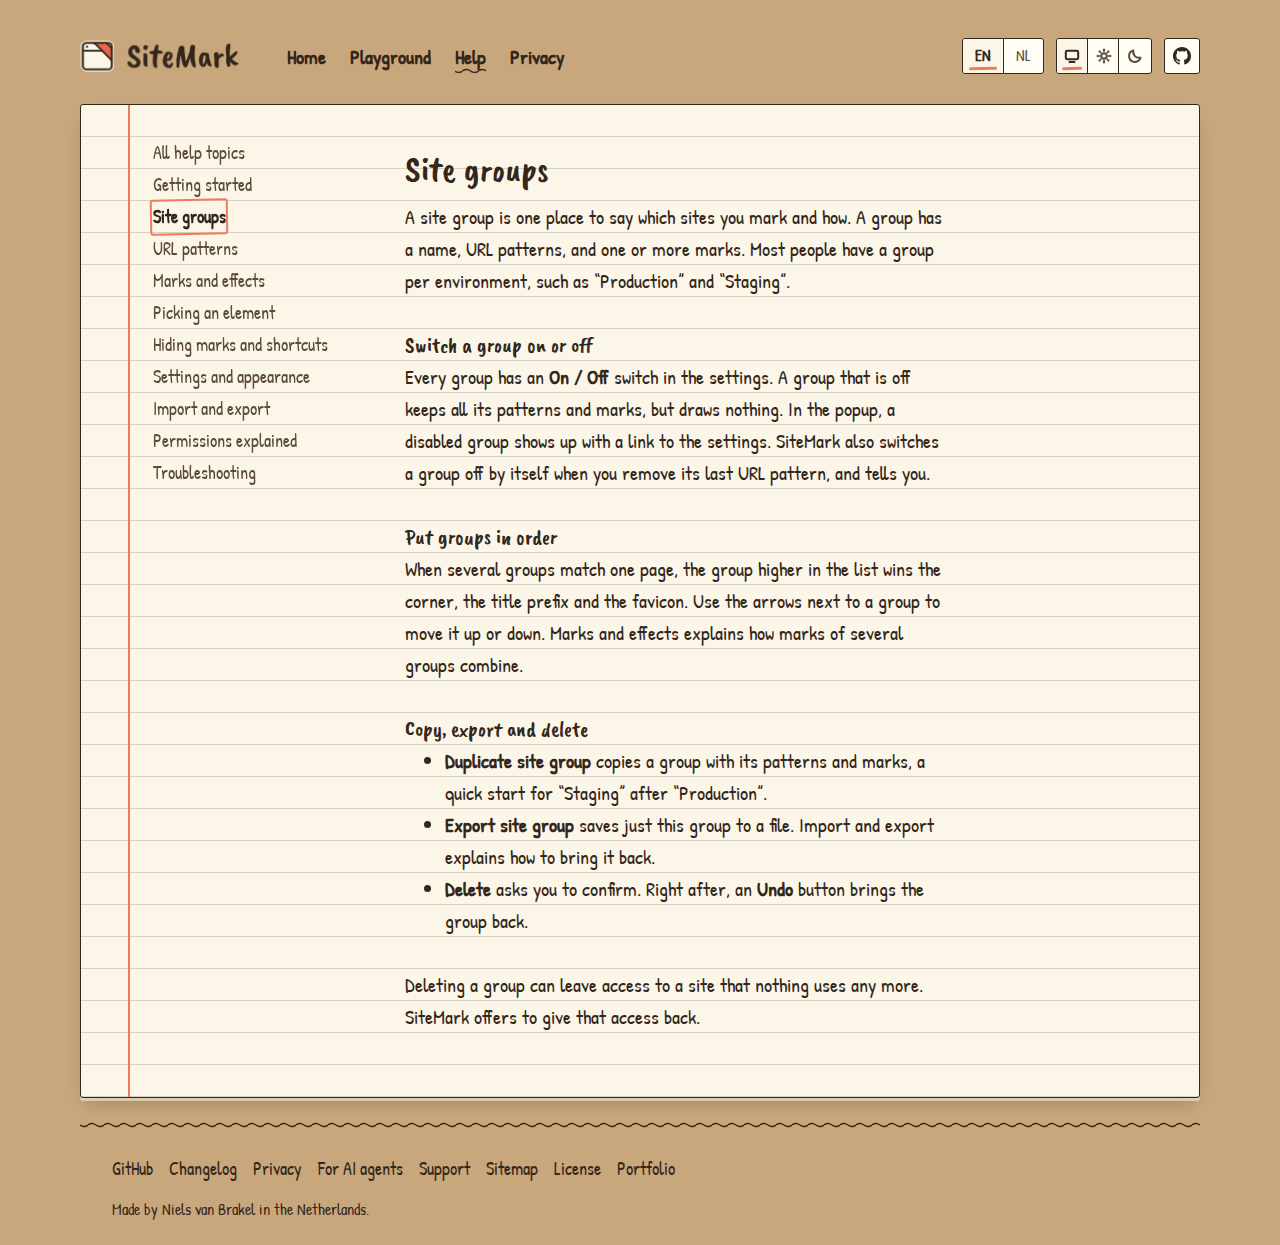 SiteMark
Home Playground Help Privacy
EN NL
All help topics
Getting started
Site groups
URL patterns
Marks and effects
Picking an element
Hiding marks and shortcuts
Settings and appearance
Import and export
Permissions explained
Troubleshooting
Site groups
A site group is one place to say which sites you mark and how. A group has
a name, URL patterns, and one or more marks. Most people have a group
per environment, such as “Production” and “Staging”.
Switch a group on or off
Every group has an On / Off switch in the settings. A group that is off
keeps all its patterns and marks, but draws nothing. In the popup, a
disabled group shows up with a link to the settings. SiteMark also switches
a group off by itself when you remove its last URL pattern, and tells you.
Put groups in order
When several groups match one page, the group higher in the list wins the
corner, the title prefix and the favicon. Use the arrows next to a group to
move it up or down. Marks and effects explains how marks of several
groups combine.
Copy, export and delete
• Duplicate site group copies a group with its patterns and marks, a
quick start for “Staging” after “Production”.
• Export site group saves just this group to a file. Import and export
explains how to bring it back.
• Delete asks you to confirm. Right after, an Undo button brings the
group back.
Deleting a group can leave access to a site that nothing uses any more.
SiteMark offers to give that access back.
GitHub Changelog Privacy For AI agents Support Sitemap License Portfolio
Made by Niels van Brakel in the Netherlands.